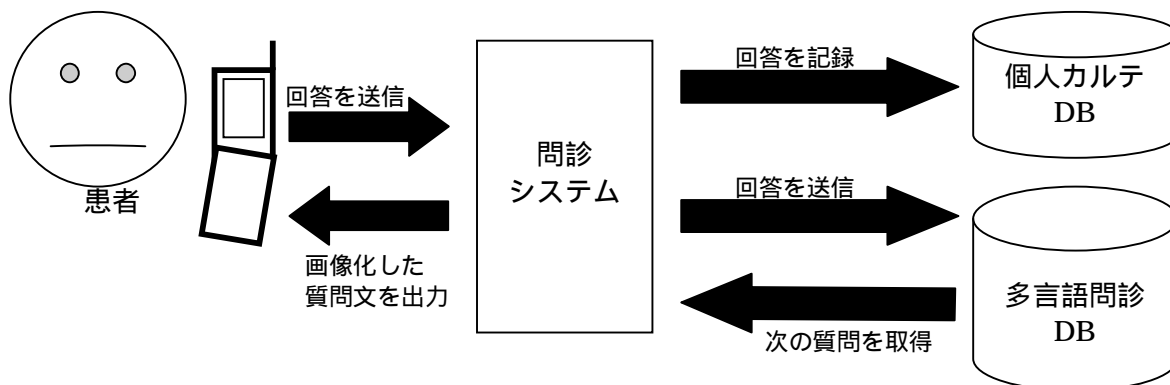 患者
回答を送信
画像化した
質問文を出力
問診
システム
回答を記録
個人カルテ
DB
回答を送信
次の質問を取得
多言語問診
DB